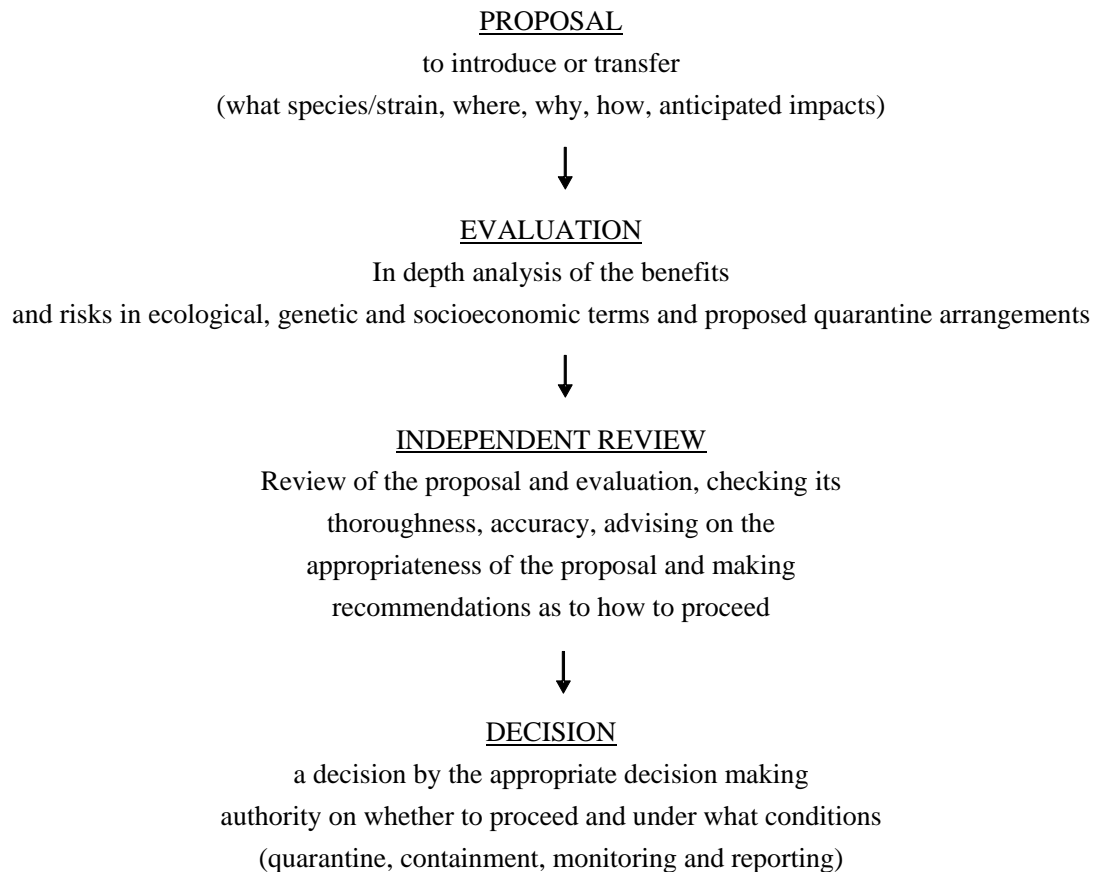 PROPOSAL
to introduce or transfer
(what species/strain, where, why, how, anticipated impacts)
EVALUATION
In depth analysis of the benefits
and risks in ecological, genetic and socioeconomic terms and proposed quarantine arrangements
INDEPENDENT REVIEW
Review of the proposal and evaluation, checking its
thoroughness, accuracy, advising on the
appropriateness of the proposal and making
recommendations as to how to proceed
DECISION
a decision by the appropriate decision making
authority on whether to proceed and under what conditions
(quarantine, containment, monitoring and reporting)